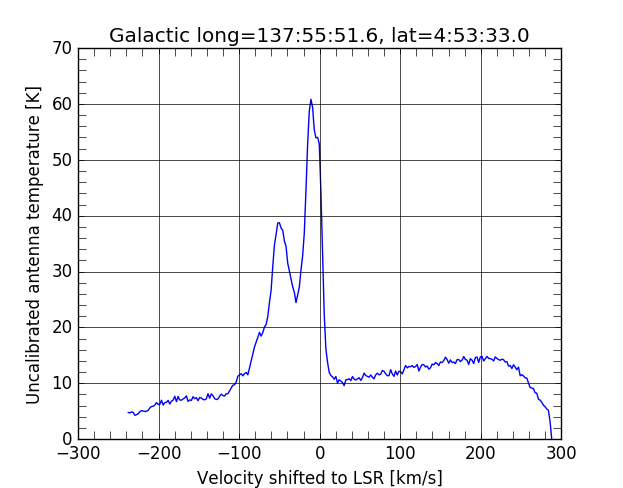 Galactic long=137:55:51.6, lat=4:53:33.0
70
60
50
40
30
20
10
0
Uncalibrated antenna temperature [K]
−300 −200 −100 0 100 200 300
Velocity shifted to LSR [km/s]